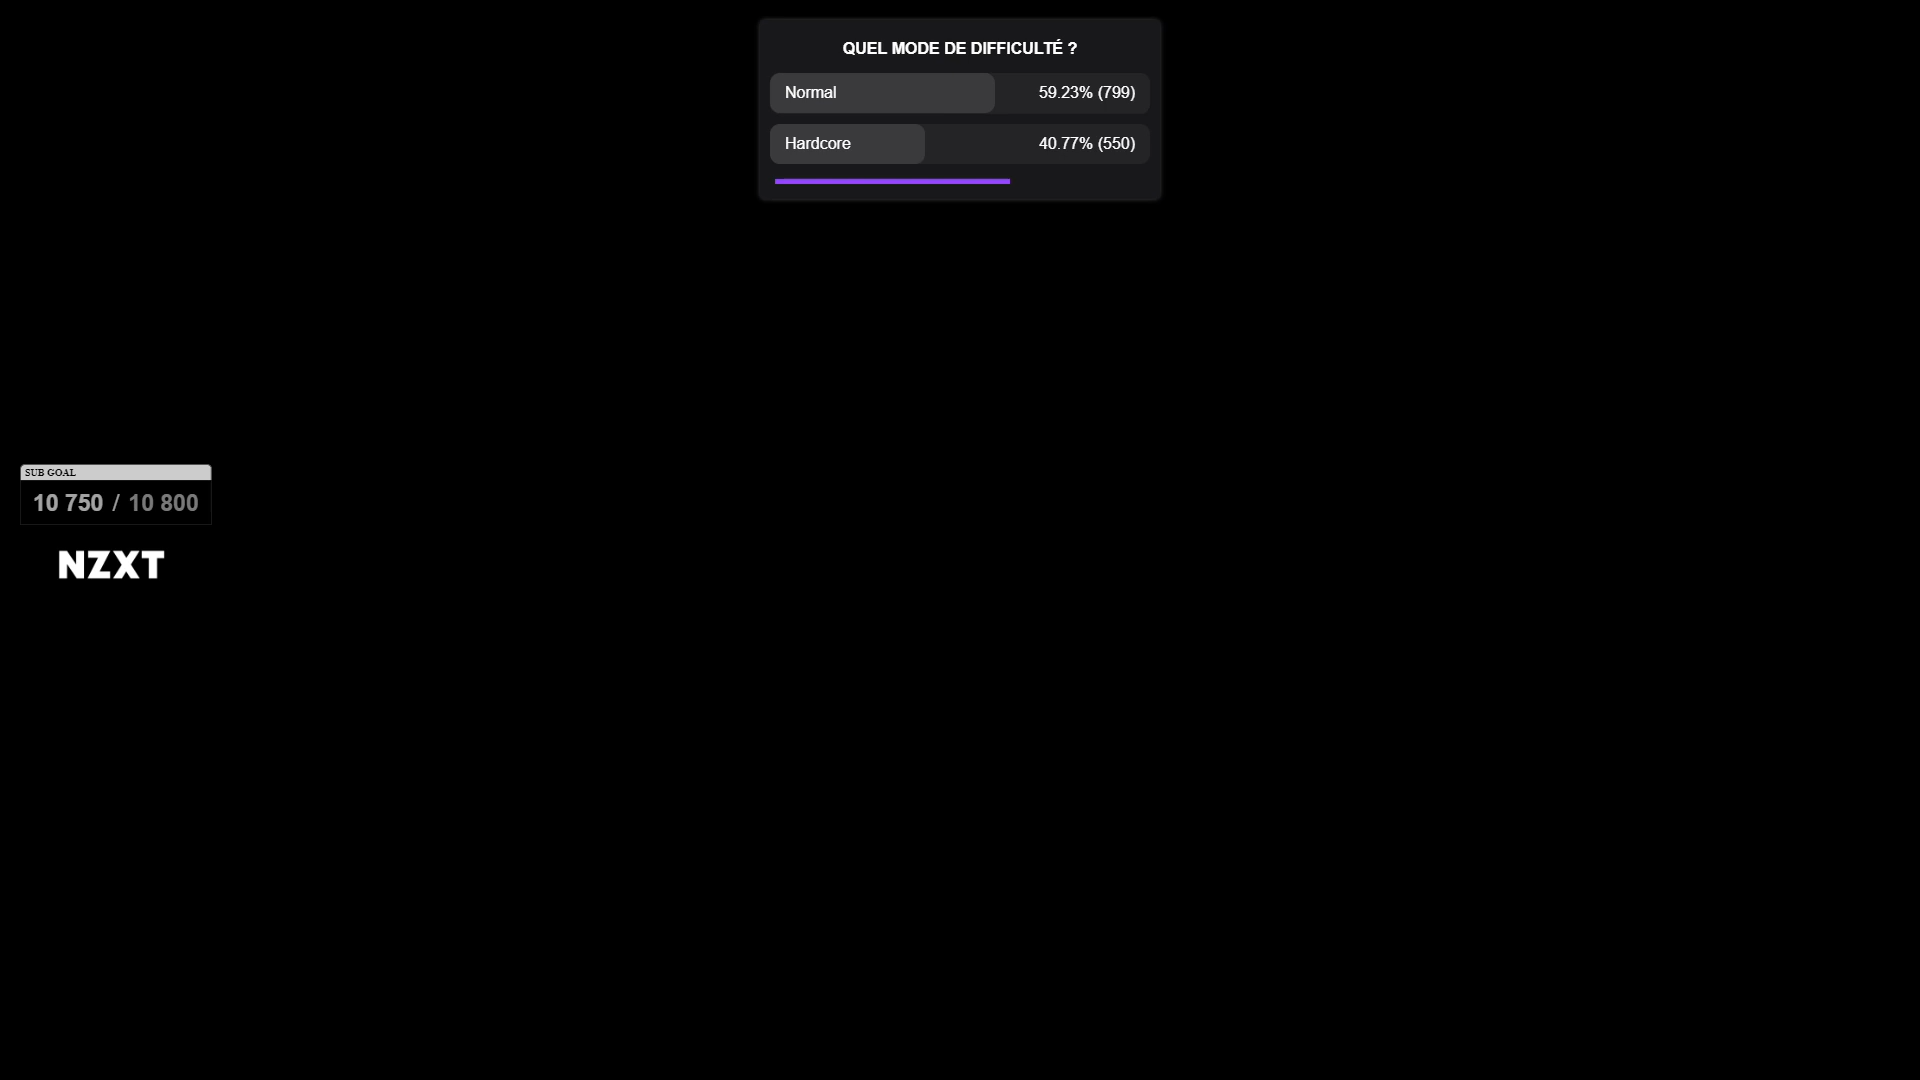 QUEL MODE DE DIFFICULTÉ ?
Normal 59.23% (799)
Hardcore 40.77% (550)
SUB GOAL
10 750 / 10 800
NZXT